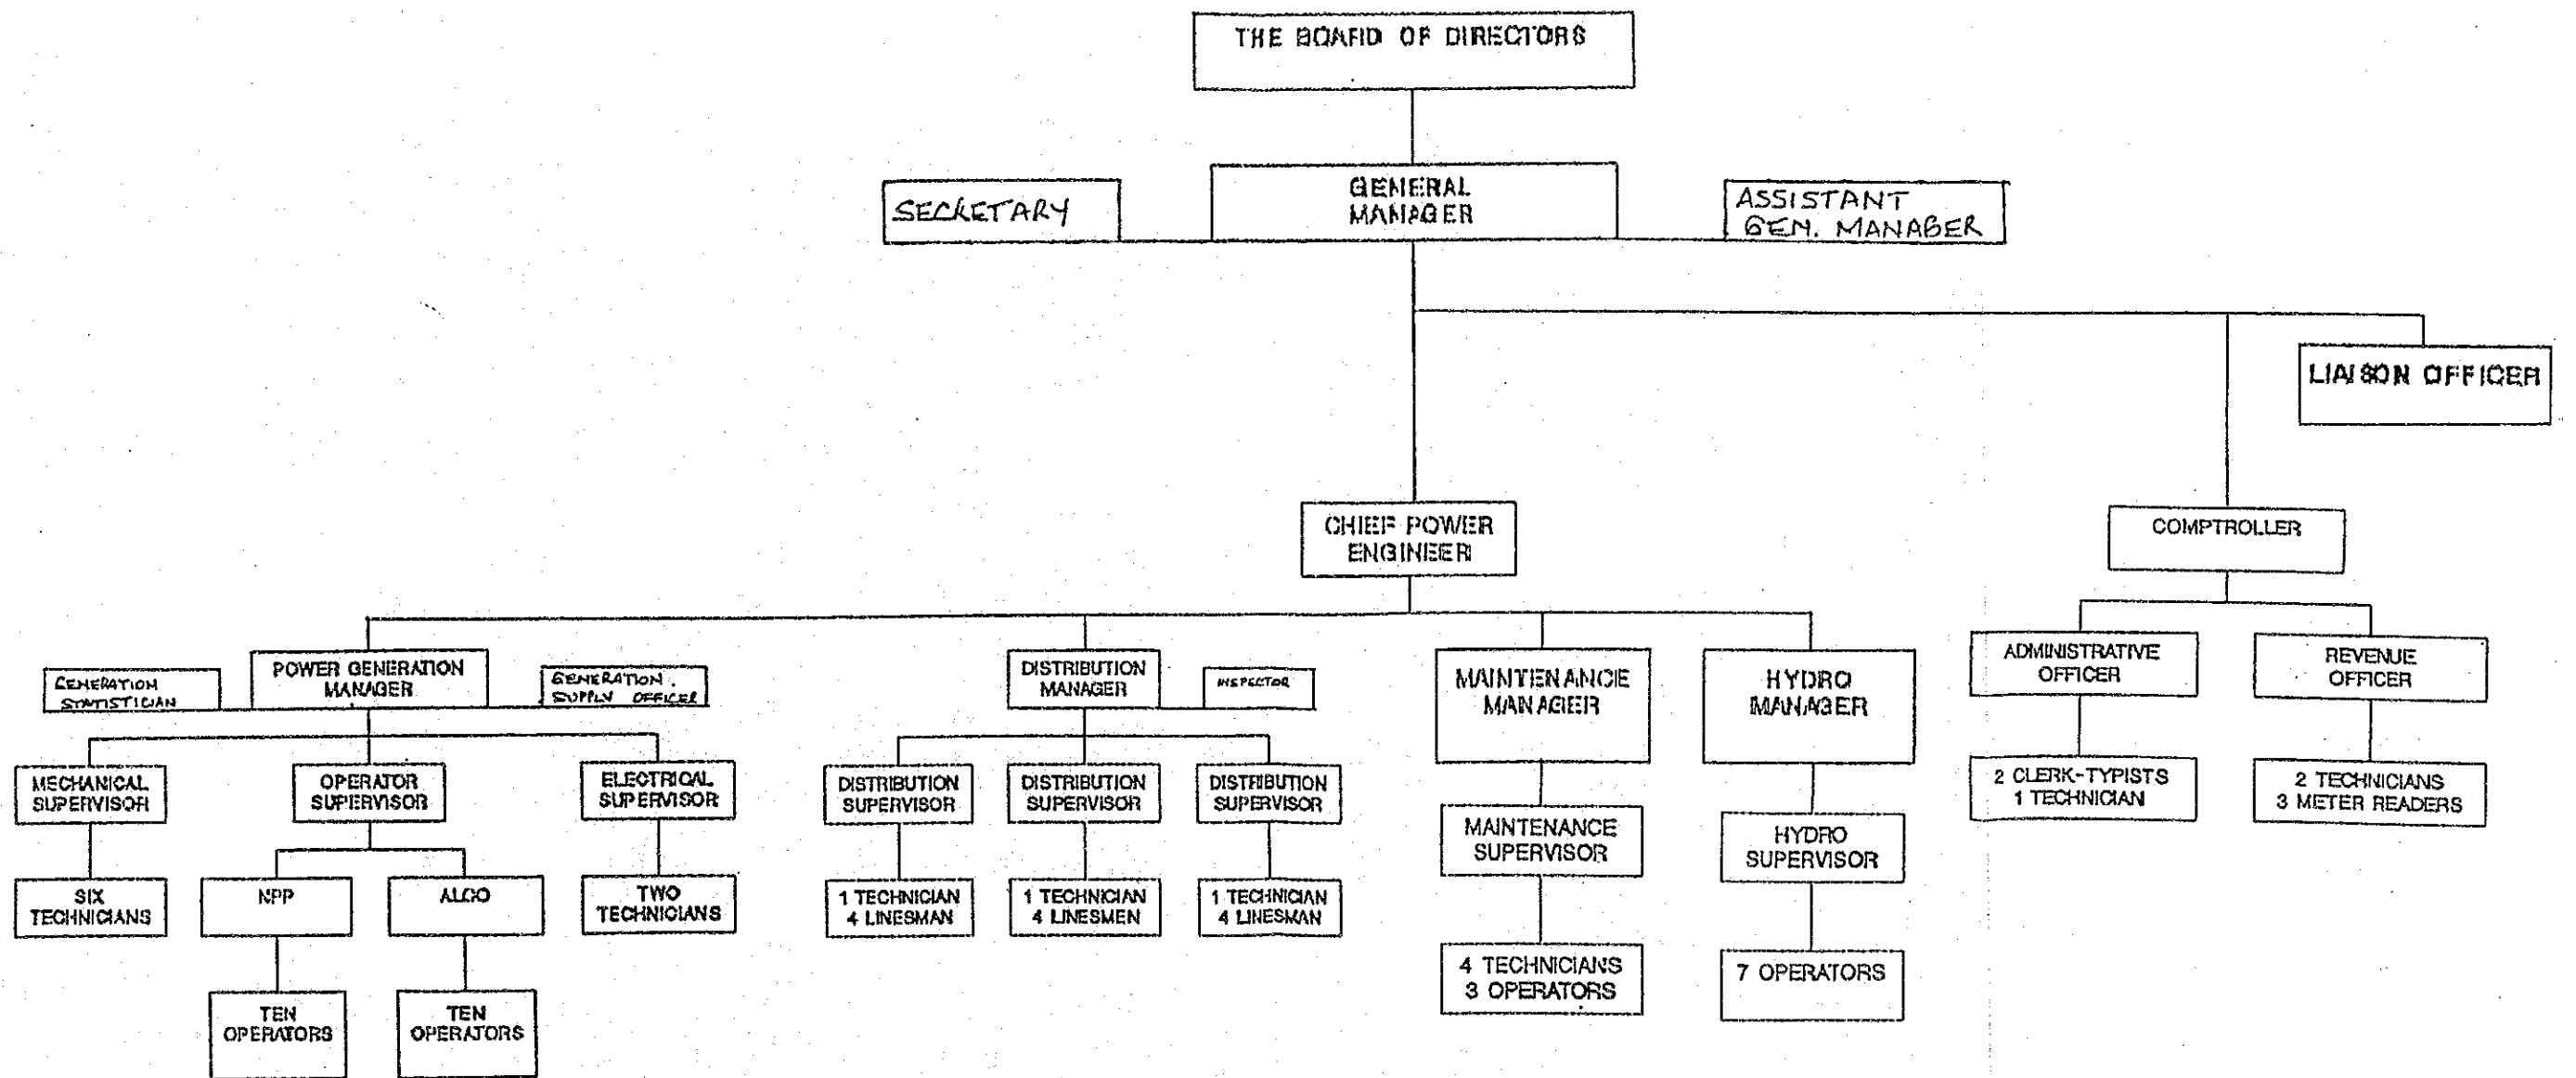 THE BOARD OF DIRECTORS
SECRETARY
GENERAL
MANAGER
ASSISTANT
GEN. MANAGER
LIAISON OFFICER
CHIEF POWER
ENGINEER
COMPTROLLER
GENERATION
STATISTICIAN
POWER GENERATION
MANAGER
GENERATION.
SUPPLY OFFICER
DISTRIBUTION
MANAGER
INSPECTOR
MAINTENANCE
MANAGER
HYDRO
MANAGER
ADMINISTRATIVE
OFFICER
REVENUE
OFFICER
MECHANICAL
SUPERVISOR
OPERATOR
SUPERVISOR
ELECTRICAL
SUPERVISOR
DISTRIBUTION
SUPERVISOR
DISTRIBUTION
SUPERVISOR
DISTRIBUTION
SUPERVISOR
MAINTENANCE
SUPERVISOR
HYDRO
SUPERVISOR
2 CLERK-TYPISTS
1 TECHNICIAN
2 TECHNICIANS
3 METER READERS
SIX
TECHNICIANS
NPP
ALCO
TWO
TECHNICIANS
1 TECHNICIAN
4 LINESMAN
1 TECHNICIAN
4 LINESMEN
1 TECHNICIAN
4 LINESMAN
4 TECHNICIANS
3 OPERATORS
7 OPERATORS
TEN
OPERATORS
TEN
OPERATORS